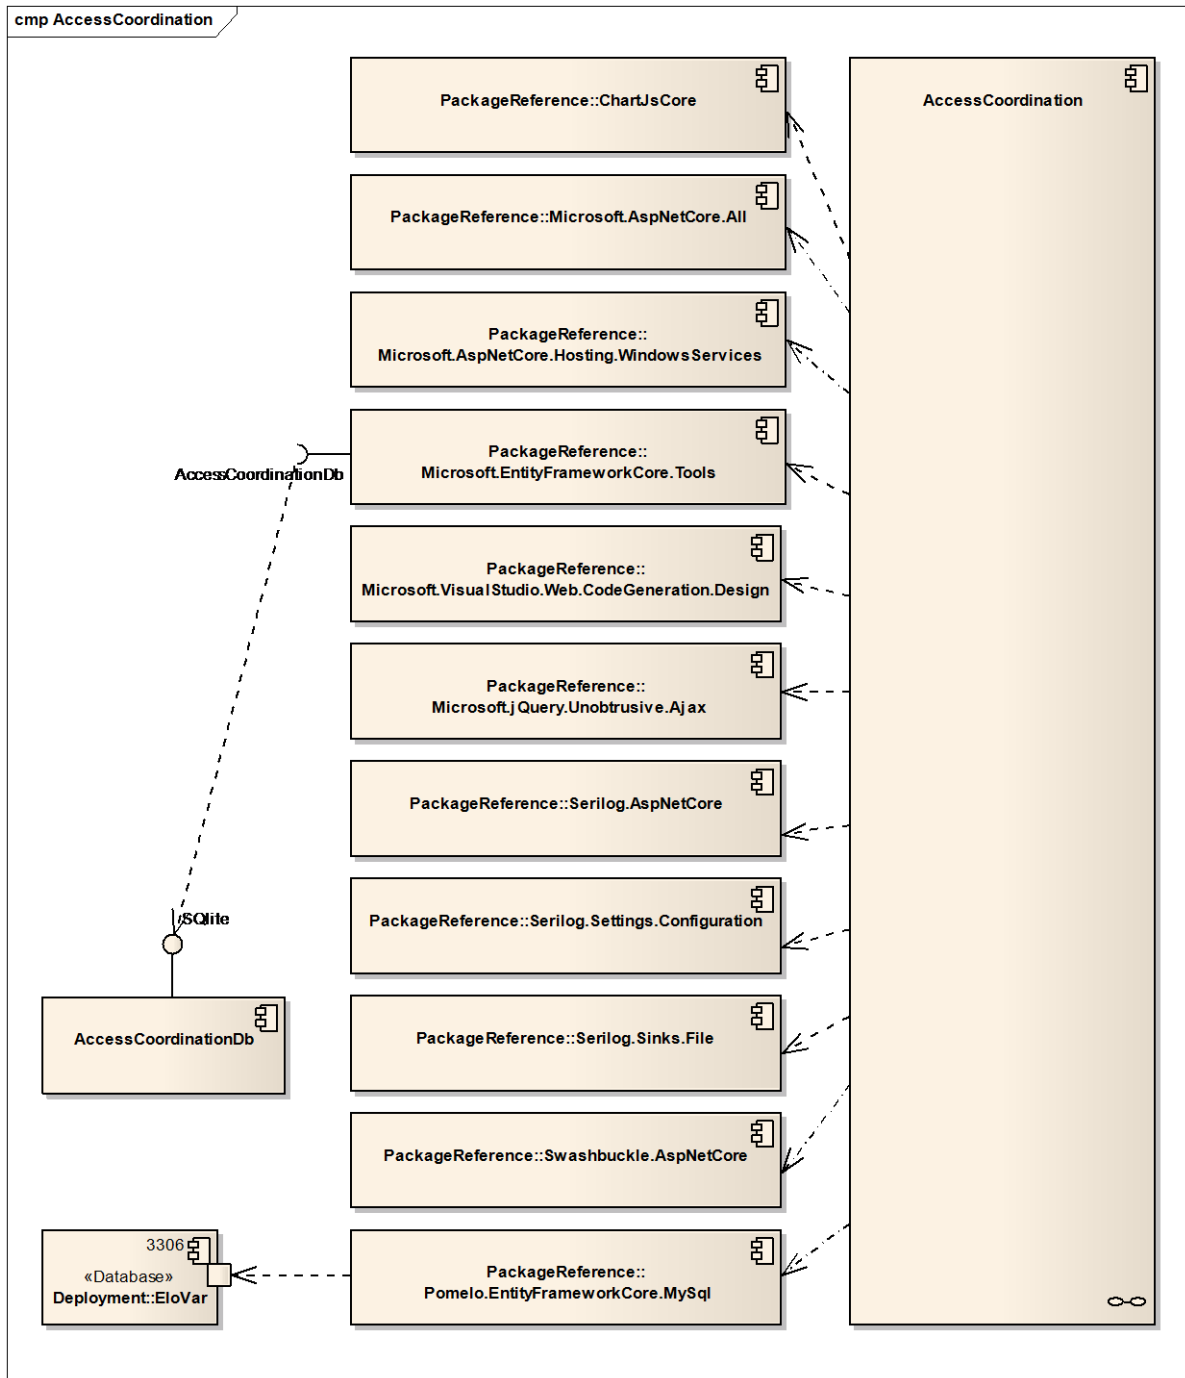 cmp AccessCoordination
PackageReference::ChartJsCore
AccessCoordination
PackageReference::Microsoft.AspNetCore.All
PackageReference::
Microsoft.AspNetCore.Hosting.WindowsServices
PackageReference::
Microsoft.EntityFrameworkCore.Tools
AccessCoordinationDb
PackageReference::
Microsoft.VisualStudio.Web.CodeGeneration.Design
PackageReference::
Microsoft.jQuery.Unobtrusive.Ajax
PackageReference::Serilog.AspNetCore
PackageReference::Serilog.Settings.Configuration
SQlite
AccessCoordinationDb
PackageReference::Serilog.Sinks.File
PackageReference::Swashbuckle.AspNetCore
3306
«Database»
Deployment::EloVar
PackageReference::
Pomelo.EntityFrameworkCore.MySql